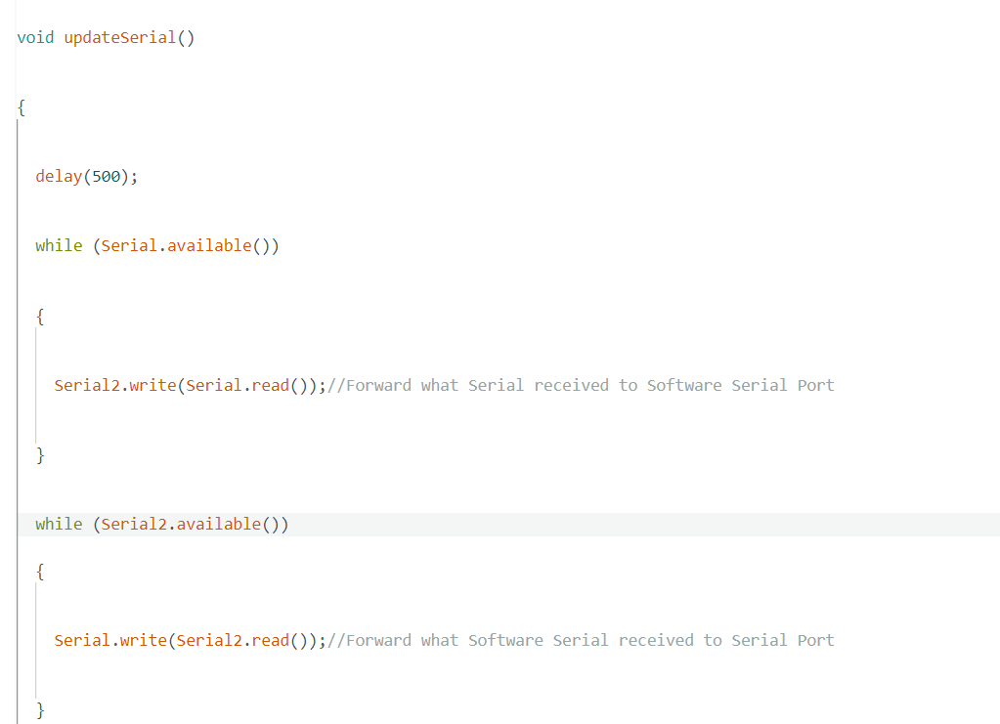 void updateSerial()
{
delay(500);
while (Serial.available())
{
Serial2.write(Serial.read());//Forward what Serial received to Software Serial Port
}
while (Serial2.available())
{
Serial.write(Serial2.read());//Forward what Software Serial received to Serial Port
}